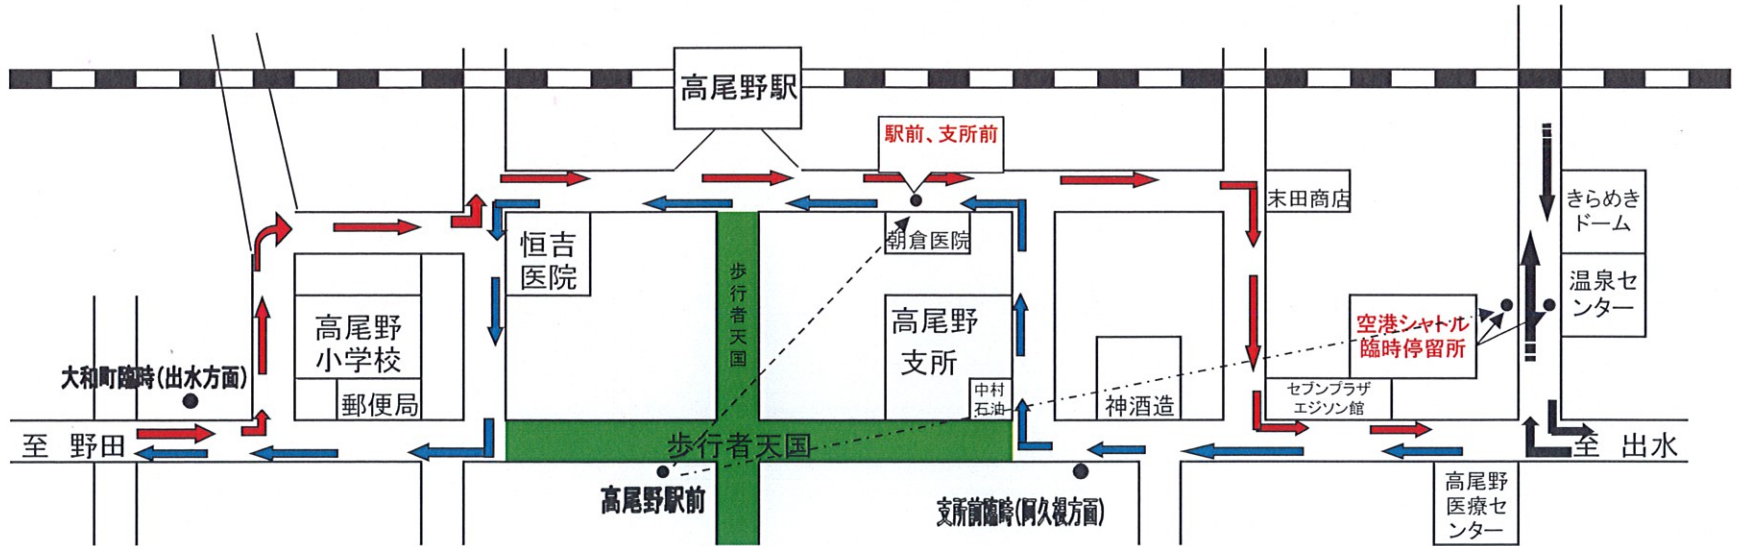 高尾野駅
駅前、支所前
末田商店
きらめき
ドーム
恒吉
医院
朝倉医院
歩行者天国
温泉セ
ンター
高尾野
小学校
高尾野
支所
空港シャトル
臨時停留所
大和町臨時(出水方面)
郵便局
中村
石油
神酒造
セブンプラザ
エジソン館
至 野田
歩行者天国
至 出水
高尾野駅前
支所前臨時(阿久根方面)
高尾野
医療セ
ンター